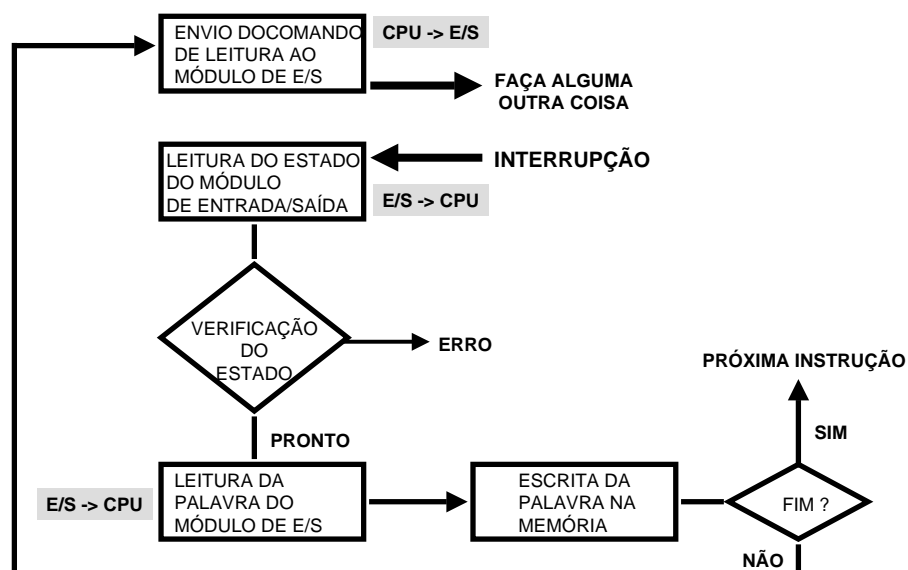 ENVIO DOCOMANDO
DE LEITURA AO
MÓDULO DE E/S
CPU -> E/S
FAÇA ALGUMA
OUTRA COISA
LEITURA DO ESTADO
DO MÓDULO
DE ENTRADA/SAÍDA
INTERRUPÇÃO
E/S -> CPU
VERIFICAÇÃO
DO
ESTADO
ERRO
PRONTO
E/S -> CPU
LEITURA DA
PALAVRA DO
MÓDULO DE E/S
ESCRITA DA
PALAVRA NA
MEMÓRIA
FIM ?
PRÓXIMA INSTRUÇÃO
SIM
NÃO